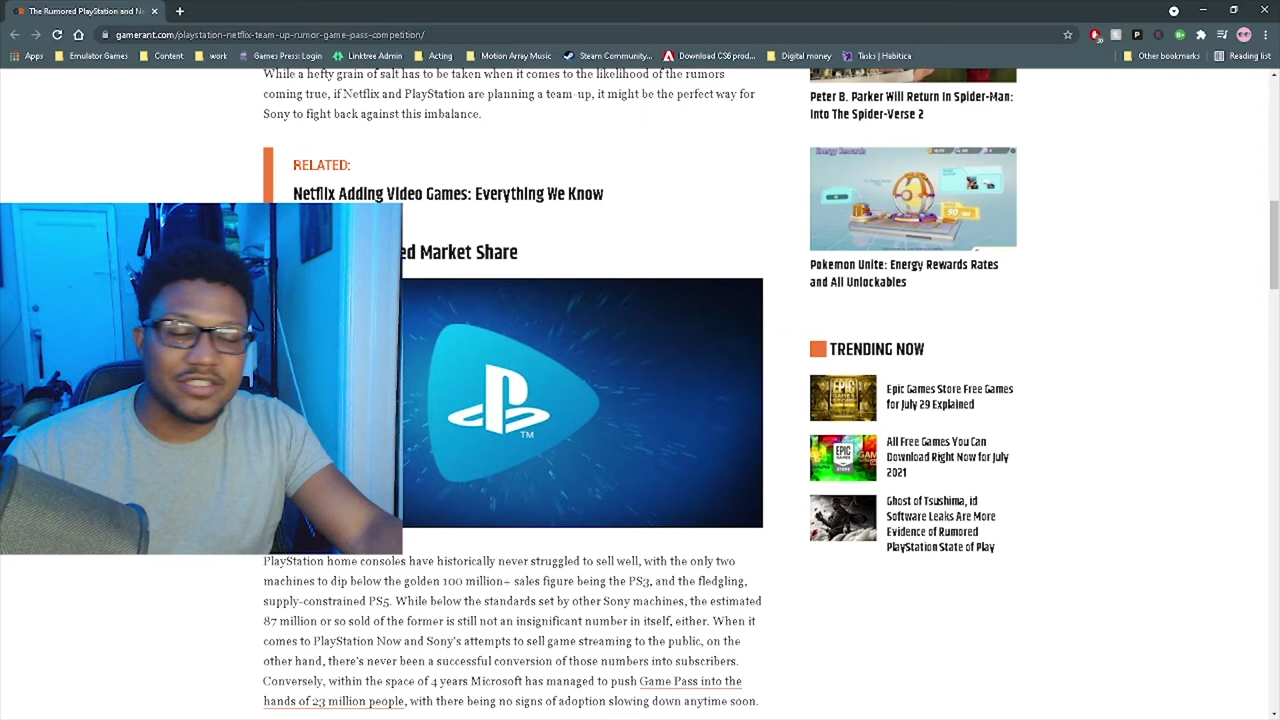 The Rumored PlayStation and Ne
gamerant.com/playstation-netflix-team-up-rumor-game-pass-competition/
Apps
Emulator Games
Content
work
Games Press: Login
Linktree Admin
Acting
Motion Array Music
Steam Community...
Download CS6 prod...
Digital money
Tasks | Habitica
Other bookmarks
Reading list
While a hefty grain of salt has to be taken when it comes to the likelihood of the rumors
coming true, if Netflix and PlayStation are planning a team-up, it might be the perfect way for
Sony to fight back against this imbalance.
RELATED:
Netflix Adding Video Games: Everything We Know
ed Market Share
TM
PlayStation home consoles have historically never struggled to sell well, with the only two
machines to dip below the golden 100 million+ sales figure being the PS3, and the fledgling,
supply-constrained PS5. While below the standards set by other Sony machines, the estimated
87 million or so sold of the former is still not an insignificant number in itself, either. When it
comes to PlayStation Now and Sony's attempts to sell game streaming to the public, on the
other hand, there's never been a successful conversion of those numbers into subscribers.
Conversely, within the space of 4 years Microsoft has managed to push Game Pass into the
hands of 23 million people, with there being no signs of adoption slowing down anytime soon.
Peter B. Parker Will Return In Spider-Man:
Into The Spider-Verse 2
Energy Rewards
Pokemon Unite: Energy Rewards Rates
and All Unlockables
TRENDING NOW
EPIC
Epic Games Store Free Games
for July 29 Explained
EPIC
All Free Games You Can
Download Right Now for July
2021
Ghost of Tsushima, id
Software Leaks Are More
Evidence of Rumored
PlayStation State of Play